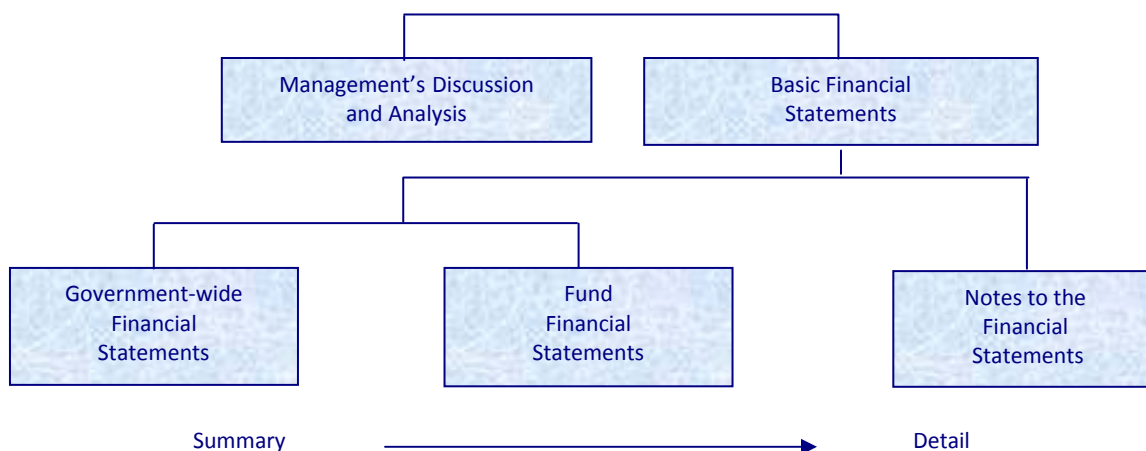 Management’s Discussion
and Analysis
Basic Financial
Statements
Government-wide
Financial
Statements
Fund
Financial
Statements
Notes to the
Financial
Statements
Summary
Detail